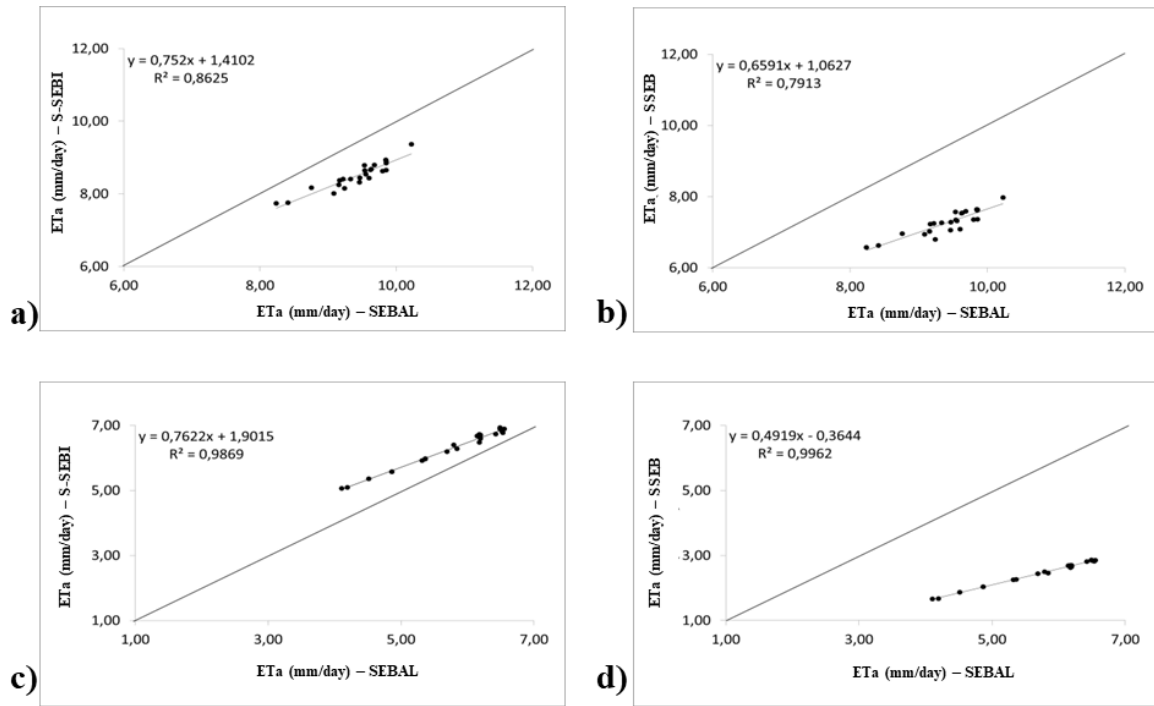 12,00
y = 0,752x + 1,4102
R² = 0,8625
10,00
8,00
6,00
6,00 8,00 10,00 12,00
ETa (mm/day) – S-SEBI
ETa (mm/day) – SEBAL
a)
12,00
y = 0,6591x + 1,0627
R² = 0,7913
10,00
8,00
6,00
6,00 8,00 10,00 12,00
ETa (mm/day) – SSEB
ETa (mm/day) – SEBAL
b)
7,00
y = 0,7622x + 1,9015
R² = 0,9869
5,00
3,00
1,00
1,00 3,00 5,00 7,00
ETa (mm/day) – S-SEBI
ETa (mm/day) – SEBAL
c)
7,00
y = 0,4919x - 0,3644
R² = 0,9962
5,00
3,00
1,00
1,00 3,00 5,00 7,00
ETa (mm/day) – SSEB
ETa (mm/day) – SEBAL
d)